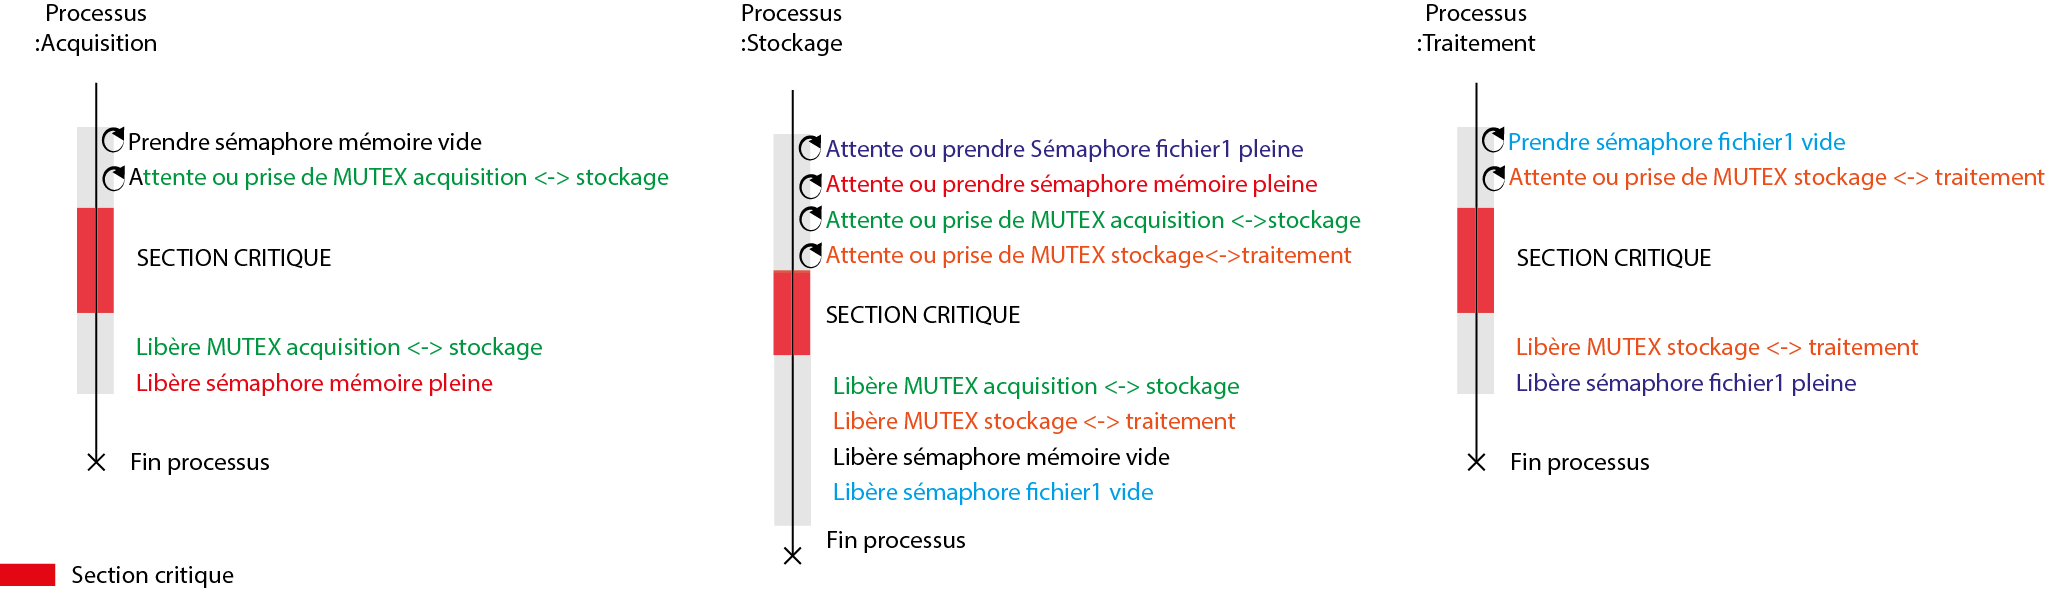 Processus
:Acquisition
Prendre sémaphore mémoire vide
Attente ou prise de MUTEX acquisition <-> stockage
SECTION CRITIQUE
Libère MUTEX acquisition <-> stockage
Libère sémaphore mémoire pleine
Fin processus
Processus
:Stockage
Attente ou prendre Sémaphore fichier1 pleine
Attente ou prendre sémaphore mémoire pleine
Attente ou prise de MUTEX acquisition <->stockage
Attente ou prise de MUTEX stockage<->traitement
SECTION CRITIQUE
Libère MUTEX acquisition <-> stockage
Libère MUTEX stockage <-> traitement
Libère sémaphore mémoire vide
Libère sémaphore fichier1 vide
Fin processus
Processus
:Traitement
Prendre sémaphore fichier1 vide
Attente ou prise de MUTEX stockage <-> traitement
SECTION CRITIQUE
Libère MUTEX stockage <-> traitement
Libère sémaphore fichier1 pleine
Fin processus
Section critique